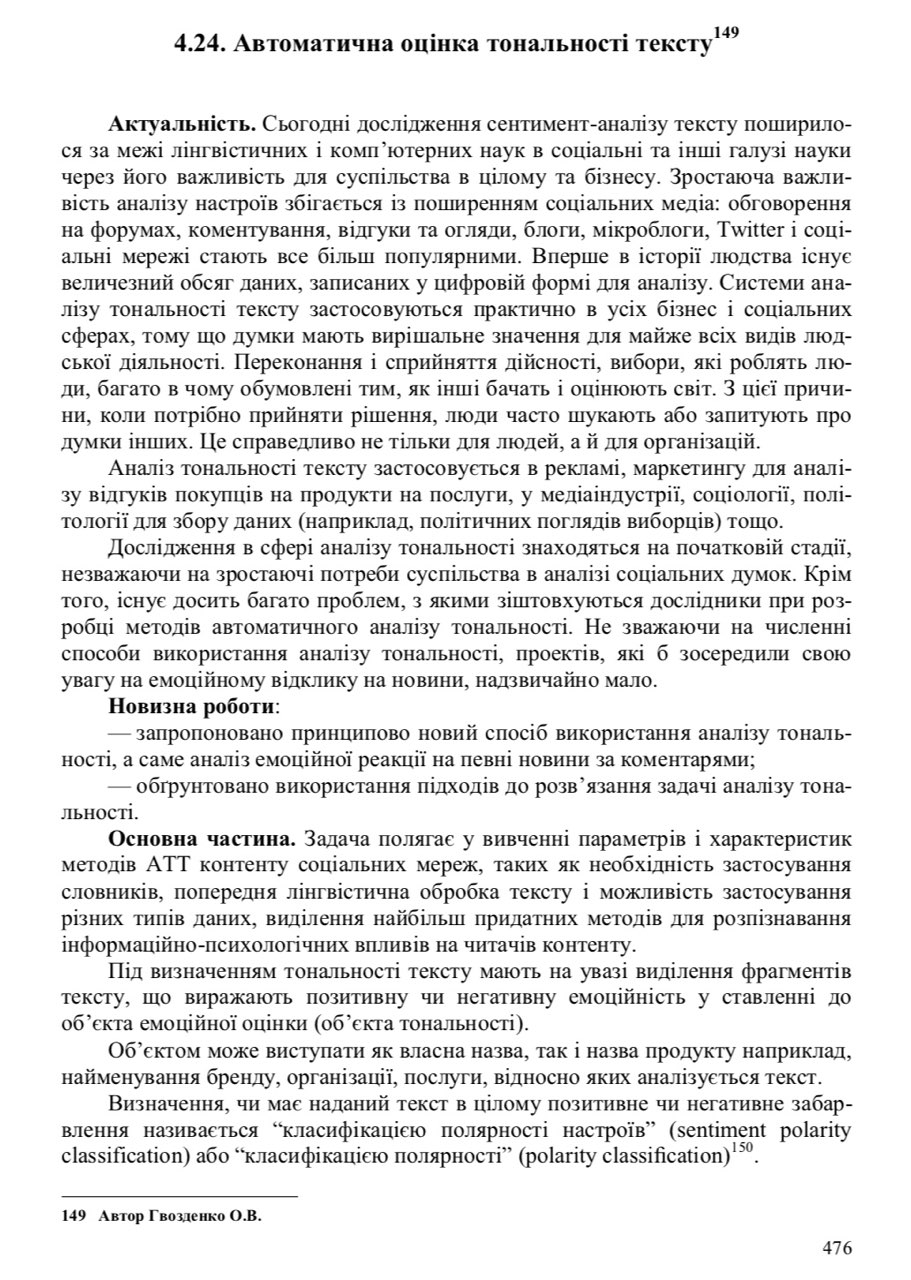 4.24. Автоматична оцінка тональності тексту149
Актуальність. Сьогодні дослідження сентимент-аналізу тексту поширило-
ся за межі лінгвістичних і комп’ютерних наук в соціальні та інші галузі науки
через його важливість для суспільства в цілому та бізнесу. Зростаюча важли-
вість аналізу настроїв збігається із поширенням соціальних медіа: обговорення
на форумах, коментування, відгуки та огляди, блоги, мікроблоги, Twitter і соці-
альні мережі стають все більш популярними. Вперше в історії людства існує
величезний обсяг даних, записаних у цифровій формі для аналізу. Системи ана-
лізу тональності тексту застосовуються практично в усіх бізнес і соціальних
сферах, тому що думки мають вирішальне значення для майже всіх видів люд-
ської діяльності. Переконання і сприйняття дійсності, вибори, які роблять лю-
ди, багато в чому обумовлені тим, як інші бачать і оцінюють світ. З цієї причи-
ни, коли потрібно прийняти рішення, люди часто шукають або запитують про
думки інших. Це справедливо не тільки для людей, а й для організацій.
Аналіз тональності тексту застосовується в рекламі, маркетингу для аналі-
зу відгуків покупців на продукти на послуги, у медіаіндустрії, соціології, полі-
тології для збору даних (наприклад, політичних поглядів виборців) тощо.
Дослідження в сфері аналізу тональності знаходяться на початковій стадії,
незважаючи на зростаючі потреби суспільства в аналізі соціальних думок. Крім
того, існує досить багато проблем, з якими зіштовхуються дослідники при роз-
робці методів автоматичного аналізу тональності. Не зважаючи на численні
способи використання аналізу тональності, проектів, які б зосередили свою
увагу на емоційному відклику на новини, надзвичайно мало.
Новизна роботи:
— запропоновано принципово новий спосіб використання аналізу тональ-
ності, а саме аналіз емоційної реакції на певні новини за коментарями;
— обґрунтовано використання підходів до розв’язання задачі аналізу тона-
льності.
Основна частина. Задача полягає у вивченні параметрів і характеристик
методів АТТ контенту соціальних мереж, таких як необхідність застосування
словників, попередня лінгвістична обробка тексту і можливість застосування
різних типів даних, виділення найбільш придатних методів для розпізнавання
інформаційно-психологічних впливів на читачів контенту.
Під визначенням тональності тексту мають на увазі виділення фрагментів
тексту, що виражають позитивну чи негативну емоційність у ставленні до
об’єкта емоційної оцінки (об’єкта тональності).
Об’єктом може виступати як власна назва, так і назва продукту наприклад,
найменування бренду, організації, послуги, відносно яких аналізується текст.
Визначення, чи має наданий текст в цілому позитивне чи негативне забар-
влення називається “класифікацією полярності настроїв” (sentiment polarity
classification) або “класифікацією полярності” (polarity classification)150.
149 Автор Гвозденко О.В.
476